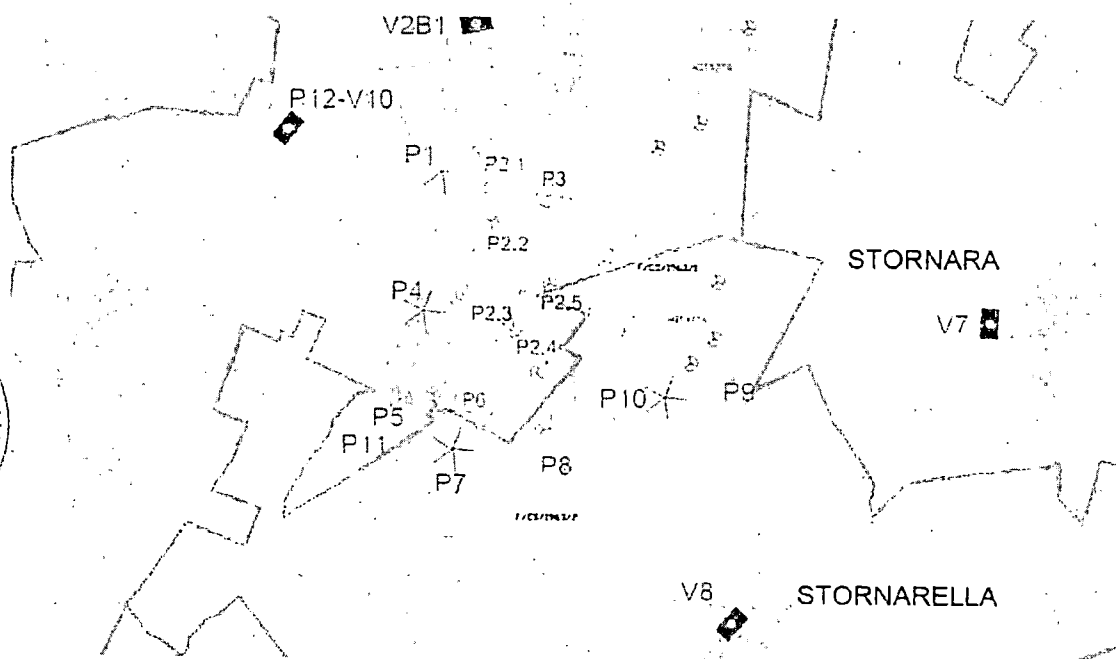 V2B1
P12-V10
P1
P2.1
P3
P2.2
STORNARA
P4
P2.5
P2.3
V7
P2.4
P10
P9
P5
P6
P11
P8
P7
V8
STORNARELLA